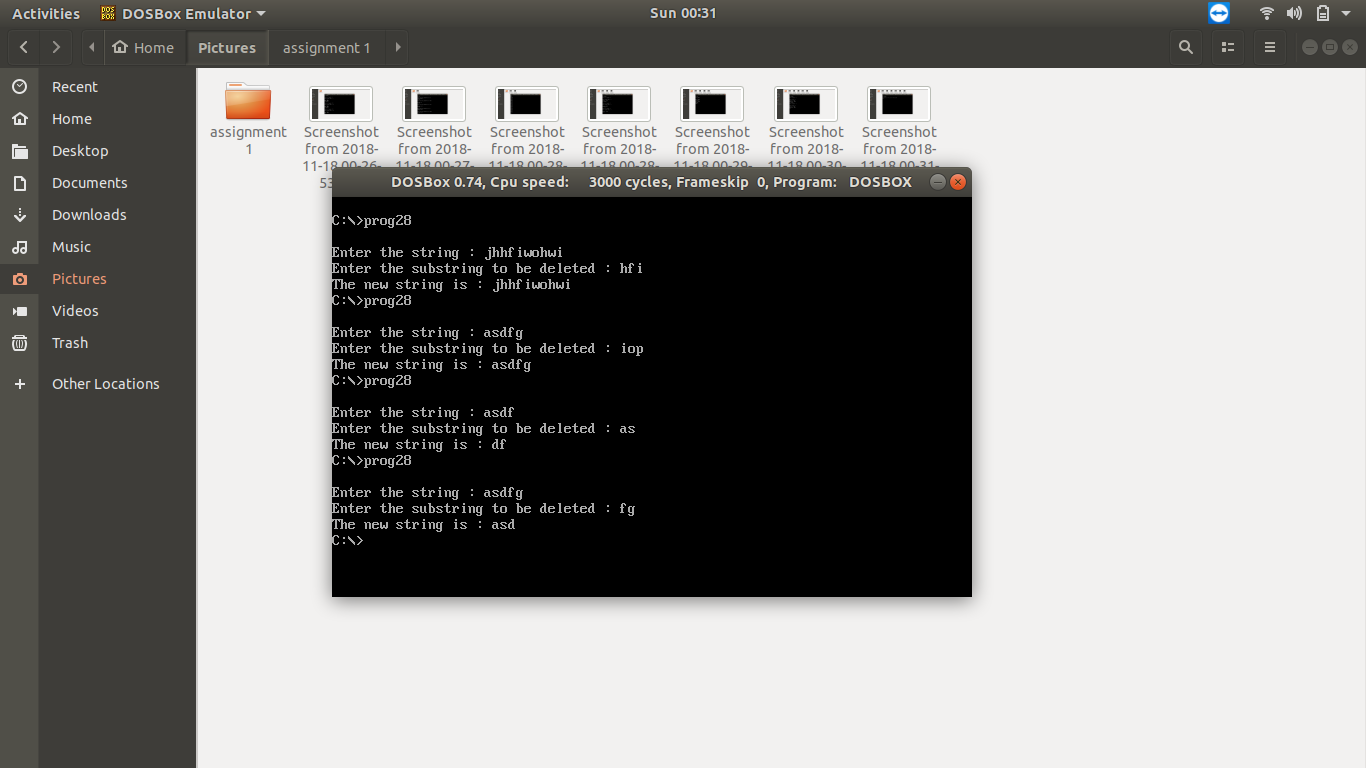 Activities DOSBox Emulator Sun 00:31
Home Pictures assignment 1
Recent
Home
Desktop
Documents
Downloads
Music
Pictures
Videos
Trash
Other Locations
assignment
1
Screenshot
from 2018-
11-18 00-26-
Screenshot
from 2018-
11-18 00-27-
Screenshot
from 2018-
11-18 00-28-
Screenshot
from 2018-
11-18 00-28-
Screenshot
from 2018-
11-18 00-29-
Screenshot
from 2018-
11-18 00-30-
Screenshot
from 2018-
11-18 00-31-
DOSBox 0.74, Cpu speed: 3000 cycles, Frameskip 0, Program: DOSBOX
C:\>prog28
Enter the string : jhhfiwohwi
Enter the substring to be deleted : hfi
The new string is : jhhfiwohwi
C:\>prog28
Enter the string : asdfg
Enter the substring to be deleted : iop
The new string is : asdfg
C:\>prog28
Enter the string : asdf
Enter the substring to be deleted : as
The new string is : df
C:\>prog28
Enter the string : asdfg
Enter the substring to be deleted : fg
The new string is : asd
C:\>